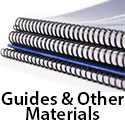 Guides & Other
Materials